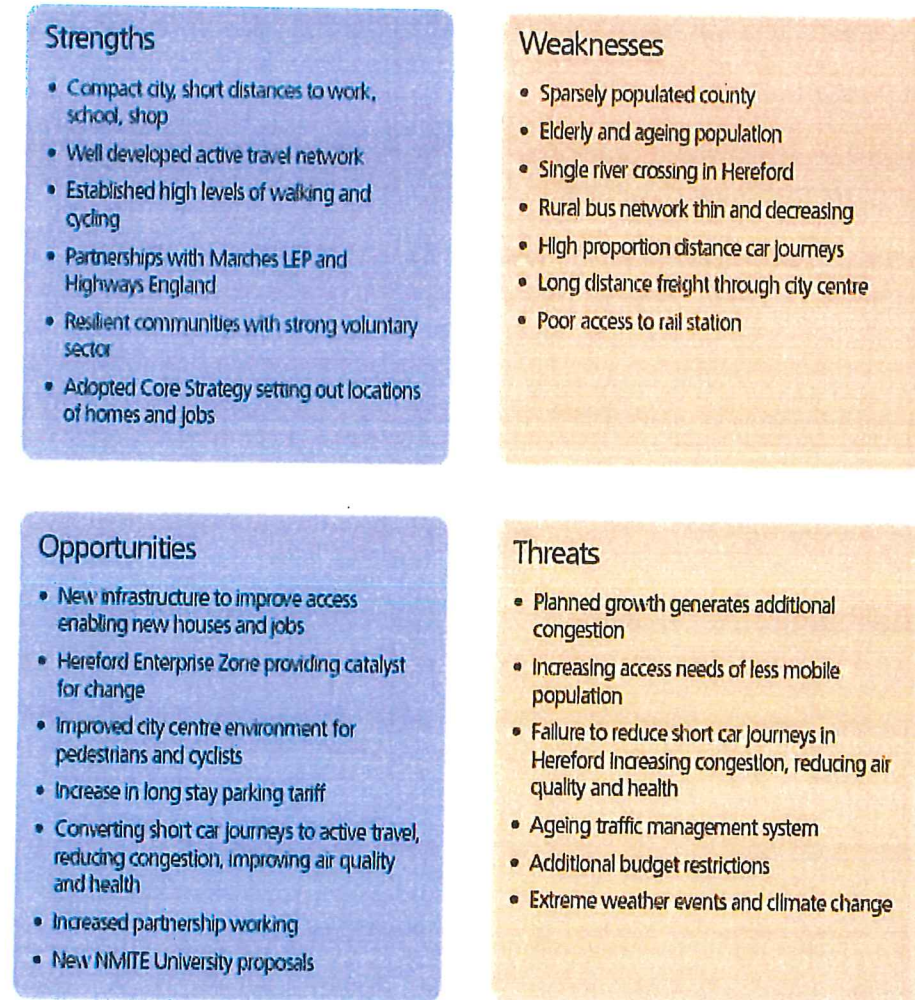 Strengths
• Compact city, short distances to work,
school, shop
• Well developed active travel network
• Established high levels of walking and
cycling
• Partnerships with Marches LEP and
Highways England
• Resilient communities with strong voluntary
sector
• Adopted Core Strategy setting out locations
of homes and jobs
Weaknesses
• Sparsely populated county
• Elderly and ageing population
• Single river crossing in Hereford
• Rural bus network thin and decreasing
• High proportion distance car journeys
• Long distance freight through city centre
• Poor access to rail station
Opportunities
• New infrastructure to improve access
enabling new houses and jobs
• Hereford Enterprise Zone providing catalyst
for change
• Improved city centre environment for
pedestrians and cyclists
• Increase in long stay parking tariff
• Converting short car journeys to active travel,
reducing congestion, improving air quality
and health
• Increased partnership working
• New NMITE University proposals
Threats
• Planned growth generates additional
congestion
• Increasing access needs of less mobile
population
• Failure to reduce short car journeys in
Hereford increasing congestion, reducing air
quality and health
• Ageing traffic management system
• Additional budget restrictions
• Extreme weather events and climate change